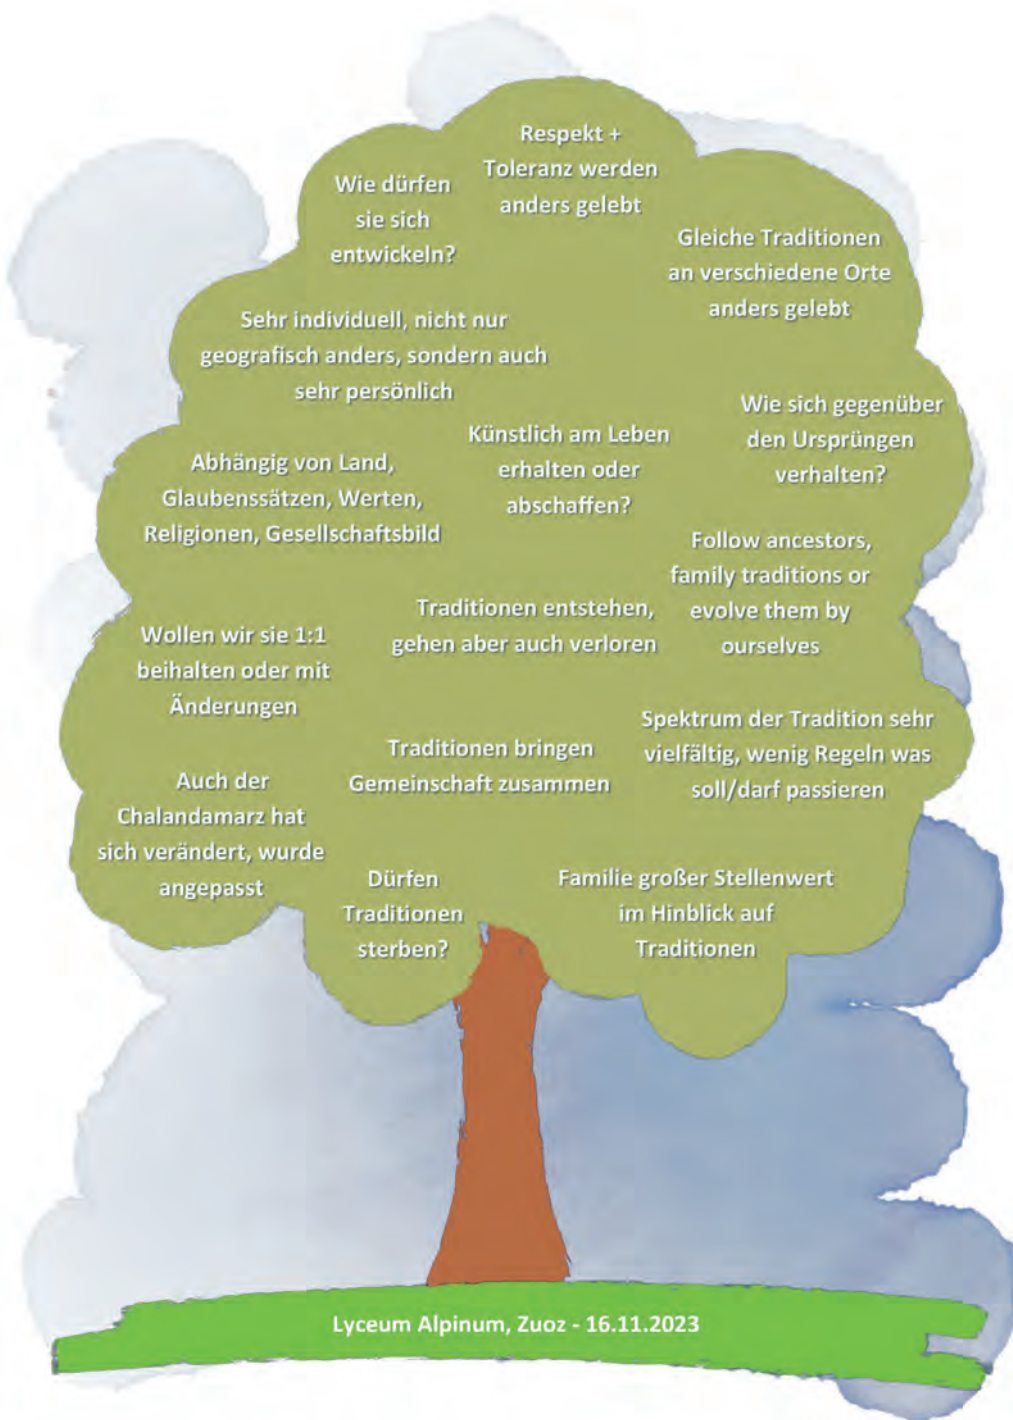 Respekt +
Toleranz werden
anders gelebt
Wie dürfen
sie sich
entwickeln?
Gleiche Traditionen
an verschiedene Orte
anders gelebt
Sehr individuell, nicht nur
geografisch anders, sondern auch
sehr persönlich
Wie sich gegenüber
den Ursprüngen
verhalten?
Künstlich am Leben
erhalten oder
abschaffen?
Abhängig von Land,
Glaubenssätzen, Werten,
Religionen, Gesellschaftsbild
Follow ancestors,
family traditions or
evolve them by
ourselves
Traditionen entstehen,
gehen aber auch verloren
Wollen wir sie 1:1
beihalten oder mit
Änderungen
Spektrum der Tradition sehr
vielfältig, wenig Regeln was
soll/darf passieren
Traditionen bringen
Gemeinschaft zusammen
Auch der
Chalandamarz hat
sich verändert, wurde
angepasst
Dürfen
Traditionen
sterben?
Familie großer Stellenwert
im Hinblick auf
Traditionen
Lyceum Alpinum, Zuoz - 16.11.2023